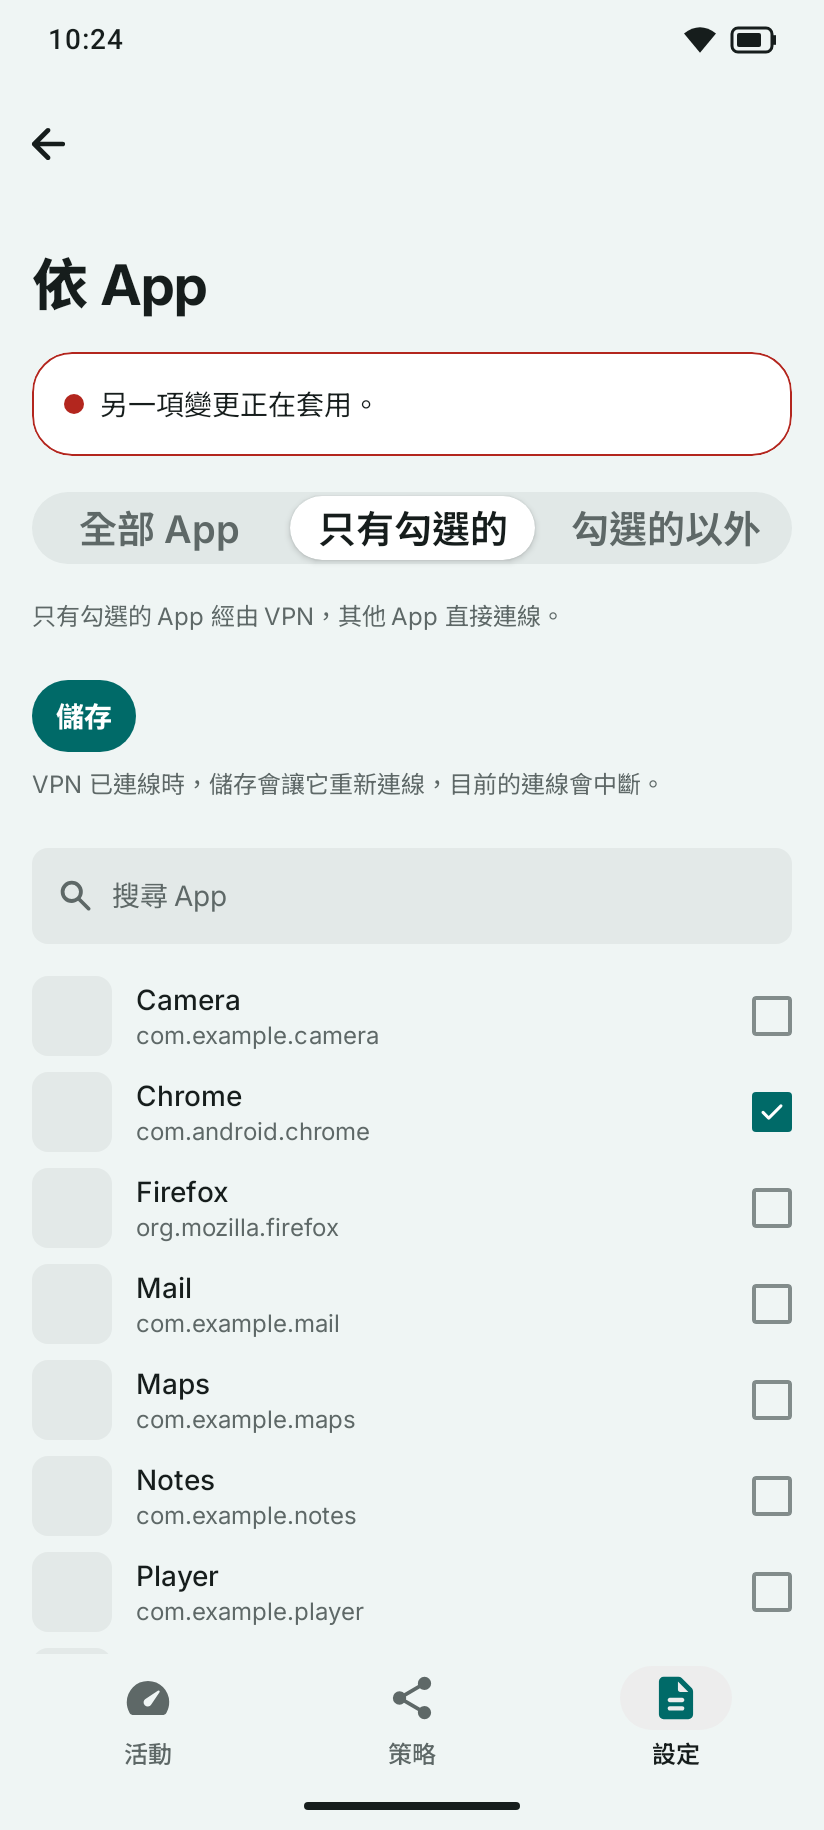 10:24
依 App
另一項變更正在套用。
全部 App
只有勾選的
勾選的以外
只有勾選的 App 經由 VPN，其他 App 直接連線。
儲存
VPN 已連線時，儲存會讓它重新連線，目前的連線會中斷。
搜尋 App
Camera
com.example.camera
Chrome
com.android.chrome
Firefox
org.mozilla.firefox
Mail
com.example.mail
Maps
com.example.maps
Notes
com.example.notes
Player
com.example.player
活動
策略
設定